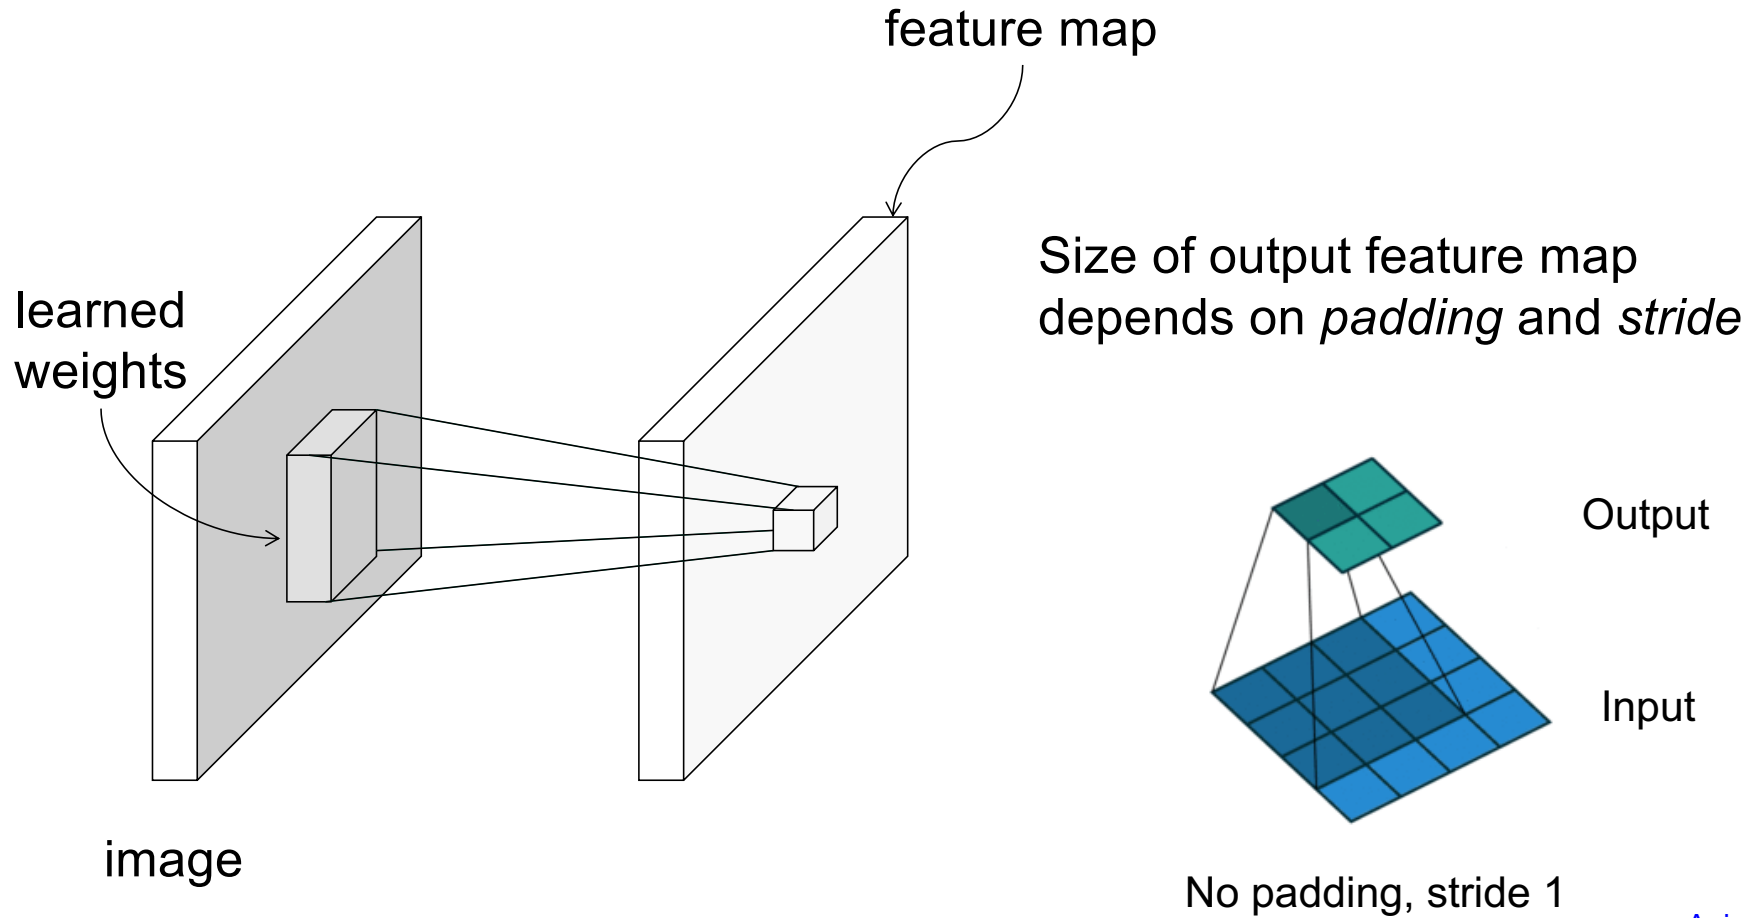 feature map
learned
weights
image
Size of output feature map
depends on padding and stride
Output
Input
No padding, stride 1